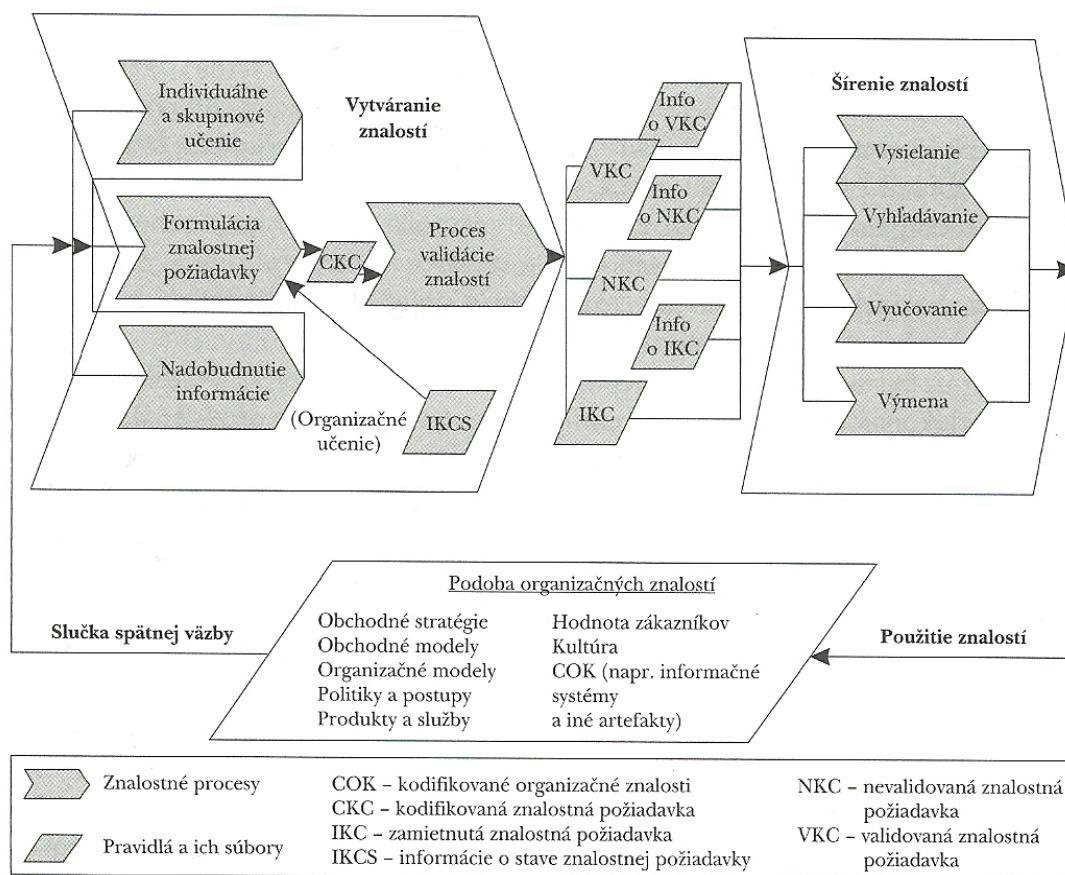 Individuálne
a skupinové
učenie
Vytváranie
znalostí
Formulácia
znalostnej
požiadavky
CKC
Proces
validácie
znalostí
Nadobudnutie
informácie
(Organizačné
učenie)
IKCS
Info
o VKC
VKC
Info
o NKC
NKC
Info
o IKC
IKC
Šírenie znalostí
Vysielanie
Vyhľadávanie
Vyučovanie
Výmena
Slučka spätnej väzby
Podoba organizačných znalostí
Obchodné stratégie
Obchodné modely
Organizačné modely
Politiky a postupy
Produkty a služby
Hodnota zákazníkov
Kultúra
COK (napr. informačné
systémy
a iné artefakty)
Použitie znalostí
Znalostné procesy
Pravidlá a ich súbory
COK – kodifikované organizačné znalosti
CKC – kodifikovaná znalostná požiadavka
IKC – zamietnutá znalostná požiadavka
IKCS – informácie o stave znalostnej požiadavky
NKC – nevalidovaná znalostná
požiadavka
VKC – validovaná znalostná
požiadavka